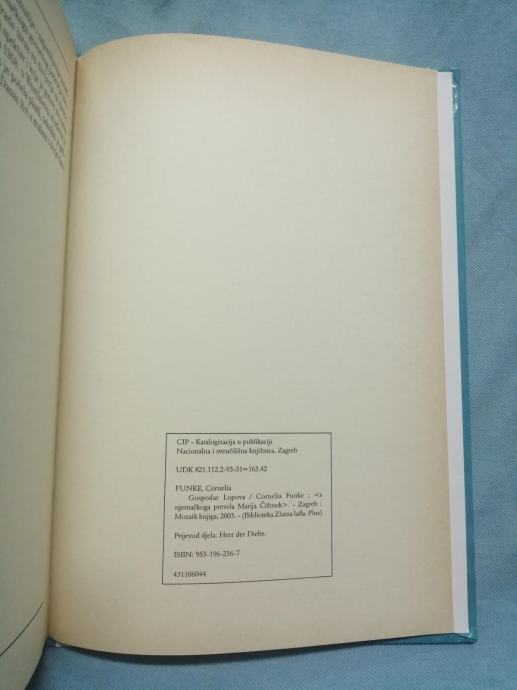 CIP - Katalogizacija u publikaciji
Nacionalna i sveučilišna knjižnica, Zagreb
UDK 821.112.2-93-31=163.42
FUNKE, Cornelia
Gospodar Lopova / Cornelia Funke ; <s
njemačkoga prevela Marija Čižmek>. - Zagreb :
Mozaik knjiga, 2003. - (Biblioteka Zlatna lađa. Plus)
Prijevod djela: Herr der Diebe.
ISBN: 953-196-236-7
431106044